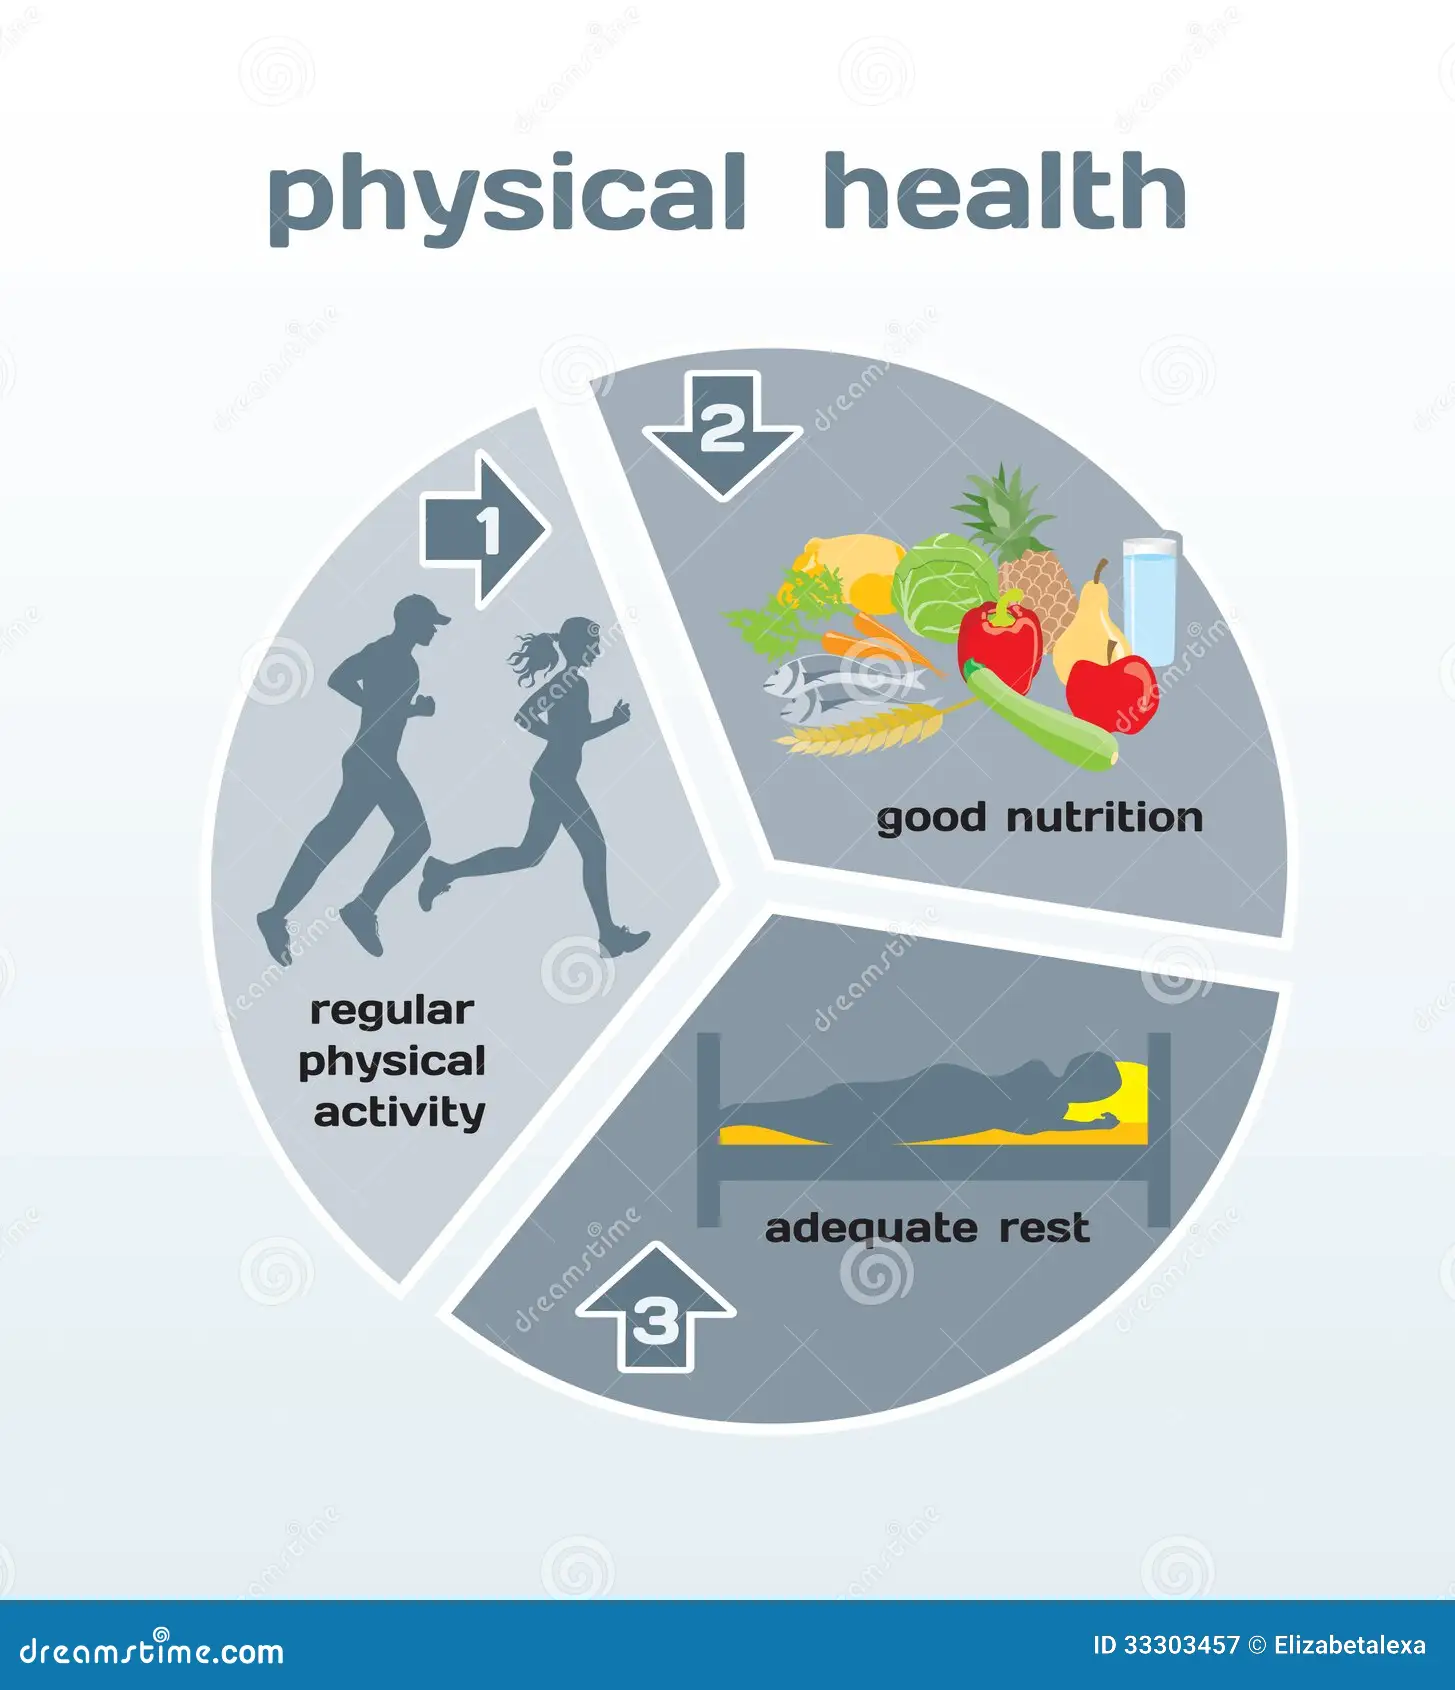 physical health
1
2
good nutrition
regular
physical
activity
adequate rest
3
dreamstime.com
ID 33303457 © Elizabetalexa